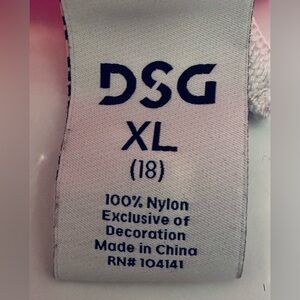 DSG
XL
(18)
100% Nylon
Exclusive of
Decoration
Made in China
RN# 104141